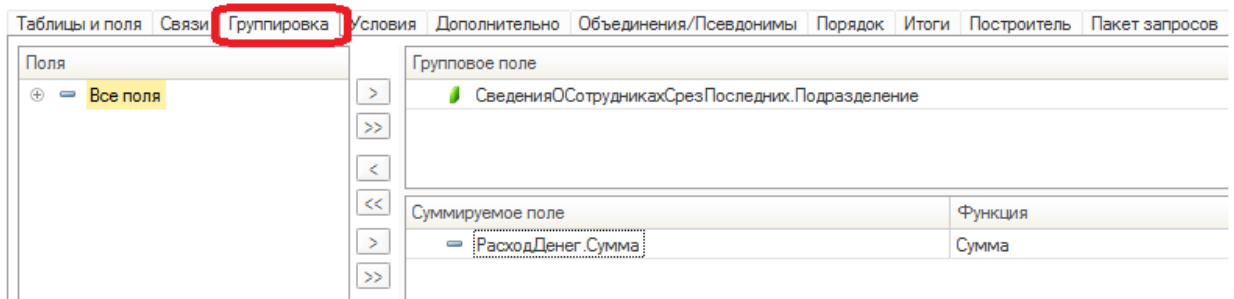 Таблицы и поля Связи Группировка Условия Дополнительно Объединения/Псевдонимы Порядок Итоги Построитель Пакет запросов
Поля Групповое поле
Все поля > СведенияОСотрудникахСрезПоследних.Подразделение
>>
<
<<
Суммируемое поле Функция
> РасходДенег.Сумма Сумма
>>